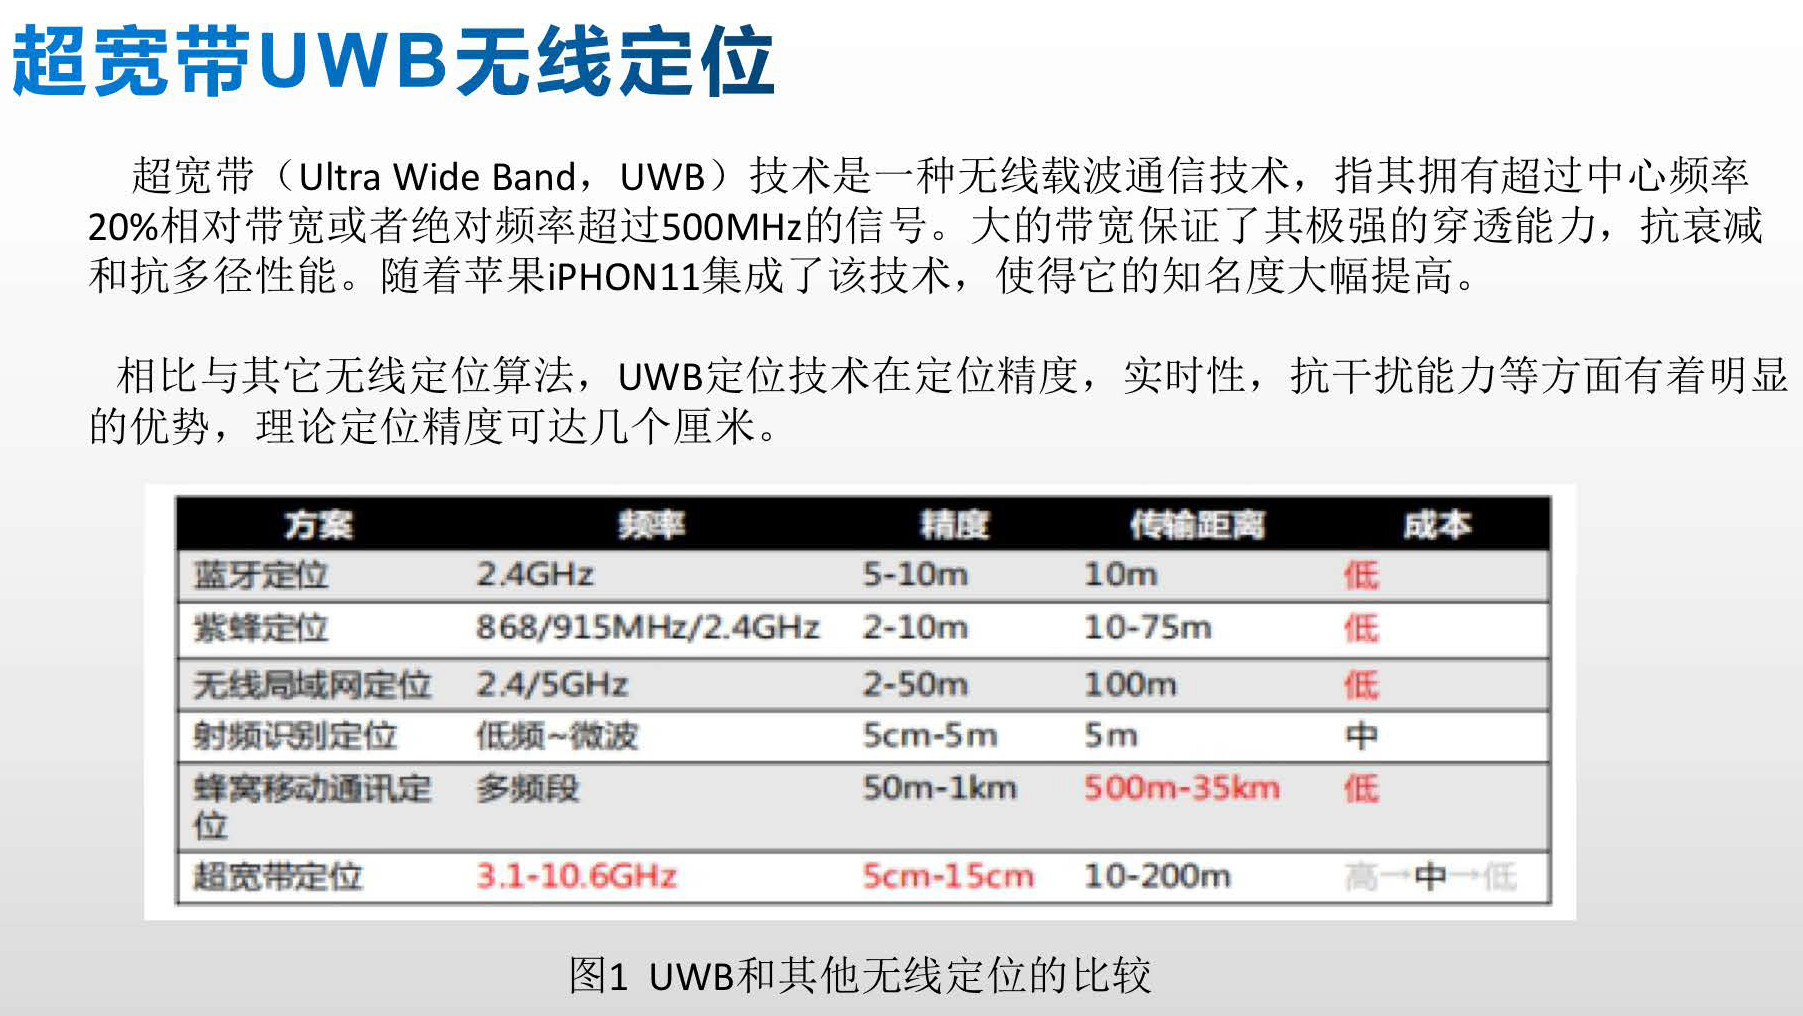 超宽带UWB无线定位
超宽带（Ultra Wide Band，UWB）技术是一种无线载波通信技术，指其拥有超过中心频率
20%相对带宽或者绝对频率超过500MHz的信号。大的带宽保证了其极强的穿透能力，抗衰减
和抗多径性能。随着苹果iPHON11集成了该技术，使得它的知名度大幅提高。
相比与其它无线定位算法，UWB定位技术在定位精度，实时性，抗干扰能力等方面有着明显
的优势，理论定位精度可达几个厘米。
方案 频率 精度 传输距离 成本
蓝牙定位 2.4GHz 5-10m 10m 低
紫蜂定位 868/915MHz/2.4GHz 2-10m 10-75m 低
无线局域网定位 2.4/5GHz 2-50m 100m 低
射频识别定位 低频~微波 5cm-5m 5m 中
蜂窝移动通讯定 多频段 50m-1km 500m-35km 低
位
超宽带定位 3.1-10.6GHz 5cm-15cm 10-200m 高→中→低
图1 UWB和其他无线定位的比较